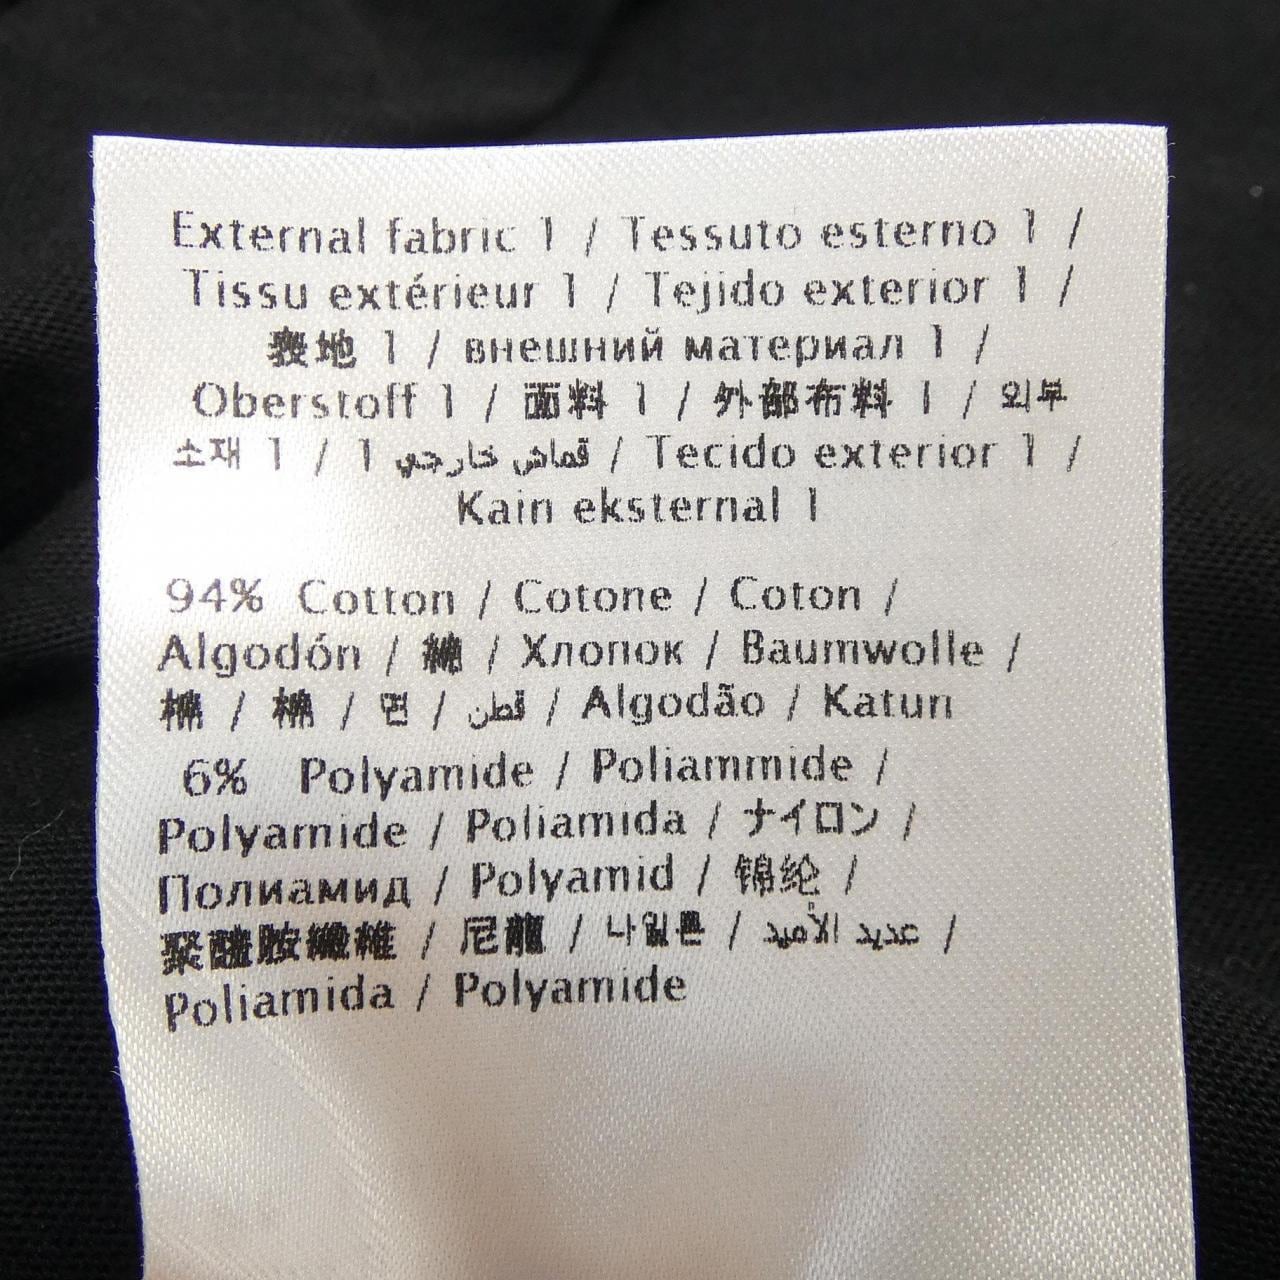 External fabric 1 / Tessuto esterno 1 /
Tissu extérieur 1 / Tejido exterior 1 /
表地 1 / внешний материал 1 /
Oberstoff 1 / 面料 1 / 外部布料 1 / 외부
소재 1 / 1 قماش خارجي / Tecido exterior 1 /
Kain eksternal 1
94% Cotton / Cotone / Coton /
Algodón / 綿 / Хлопок / Baumwolle /
棉 / 棉 / 면 / قطن / Algodão / Katun
6% Polyamide / Poliammide /
Polyamide / Poliamida / ナイロン /
Полиамид / Polyamid / 锦纶 /
聚醯胺纖維 / 尼龍 / 나일론 / عديد الأميد /
Poliamida / Polyamide